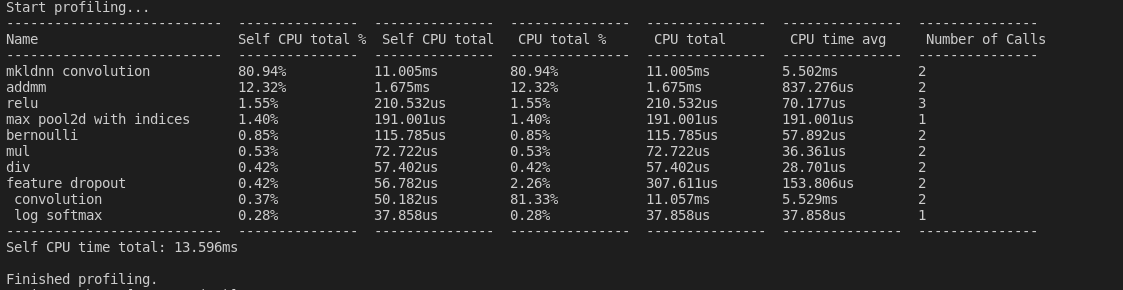 Start profiling...
---------------------------  ---------------  ---------------  ---------------  ---------------  ---------------  ---------------
Name                         Self CPU total %  Self CPU total   CPU total %      CPU total        CPU time avg     Number of Calls
---------------------------  ---------------  ---------------  ---------------  ---------------  ---------------  ---------------
mkldnn convolution           80.94%           11.005ms         80.94%           11.005ms         5.502ms          2
addmm                        12.32%           1.675ms          12.32%           1.675ms          837.276us        2
relu                         1.55%            210.532us        1.55%            210.532us        70.177us         3
max pool2d with indices      1.40%            191.001us        1.40%            191.001us        191.001us        1
bernoulli                    0.85%            115.785us        0.85%            115.785us        57.892us         2
mul                          0.53%            72.722us         0.53%            72.722us         36.361us         2
div                          0.42%            57.402us         0.42%            57.402us         28.701us         2
feature dropout              0.42%            56.782us         2.26%            307.611us        153.806us        2
 convolution                 0.37%            50.182us         81.33%           11.057ms         5.529ms          2
 log softmax                 0.28%            37.858us         0.28%            37.858us         37.858us         1
---------------------------  ---------------  ---------------  ---------------  ---------------  ---------------  ---------------
Self CPU time total: 13.596ms
Finished profiling.